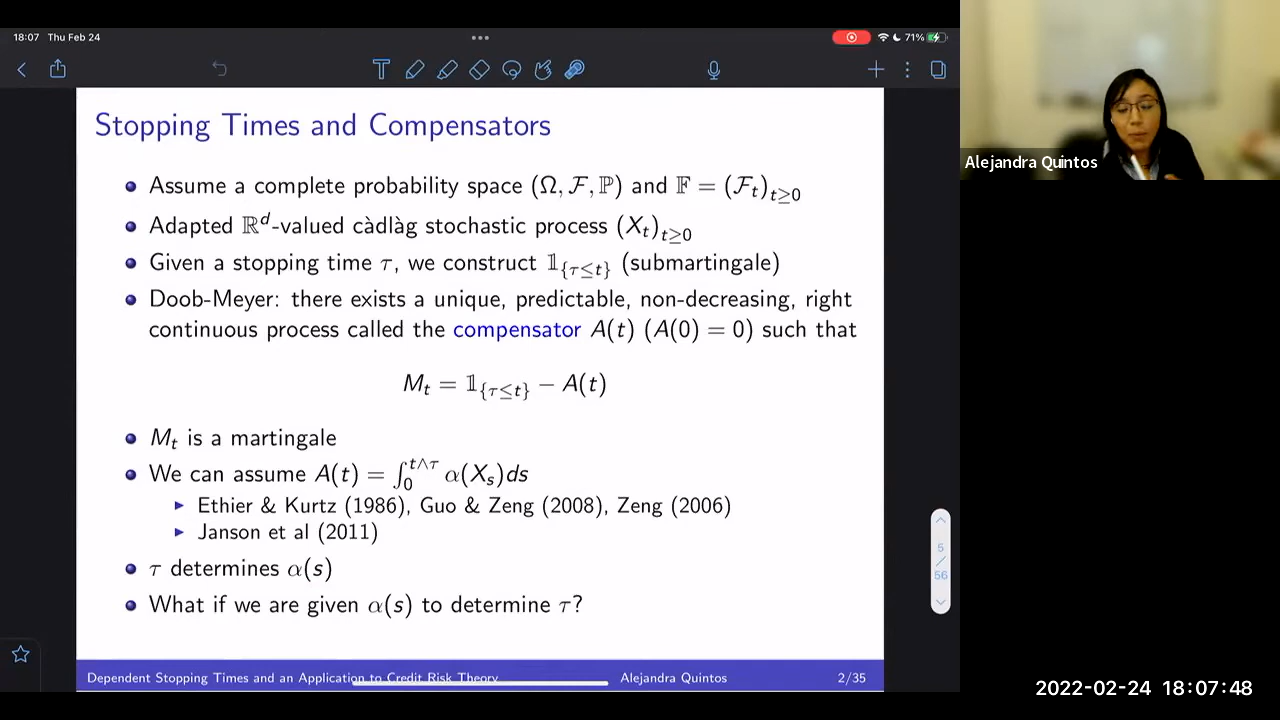 18:07 Thu Feb 24
71%
Stopping Times and Compensators
Assume a complete probability space (Ω, ℱ, ℙ) and 𝔽 = (ℱ_t)_{t≥0}
Adapted ℝ^d-valued càdlàg stochastic process (X_t)_{t≥0}
Given a stopping time τ, we construct 𝟙_{τ≤t} (submartingale)
Doob-Meyer: there exists a unique, predictable, non-decreasing, right
continuous process called the compensator A(t) (A(0) = 0) such that
M_t = 𝟙_{τ≤t} − A(t)
M_t is a martingale
We can assume A(t) = ∫_0^{t∧τ} α(X_s)ds
Ethier & Kurtz (1986), Guo & Zeng (2008), Zeng (2006)
Janson et al (2011)
τ determines α(s)
What if we are given α(s) to determine τ?
5
/
56
Dependent Stopping Times and an Application to Credit Risk Theory Alejandra Quintos 2/35
Alejandra Quintos
2022-02-24 18:07:48